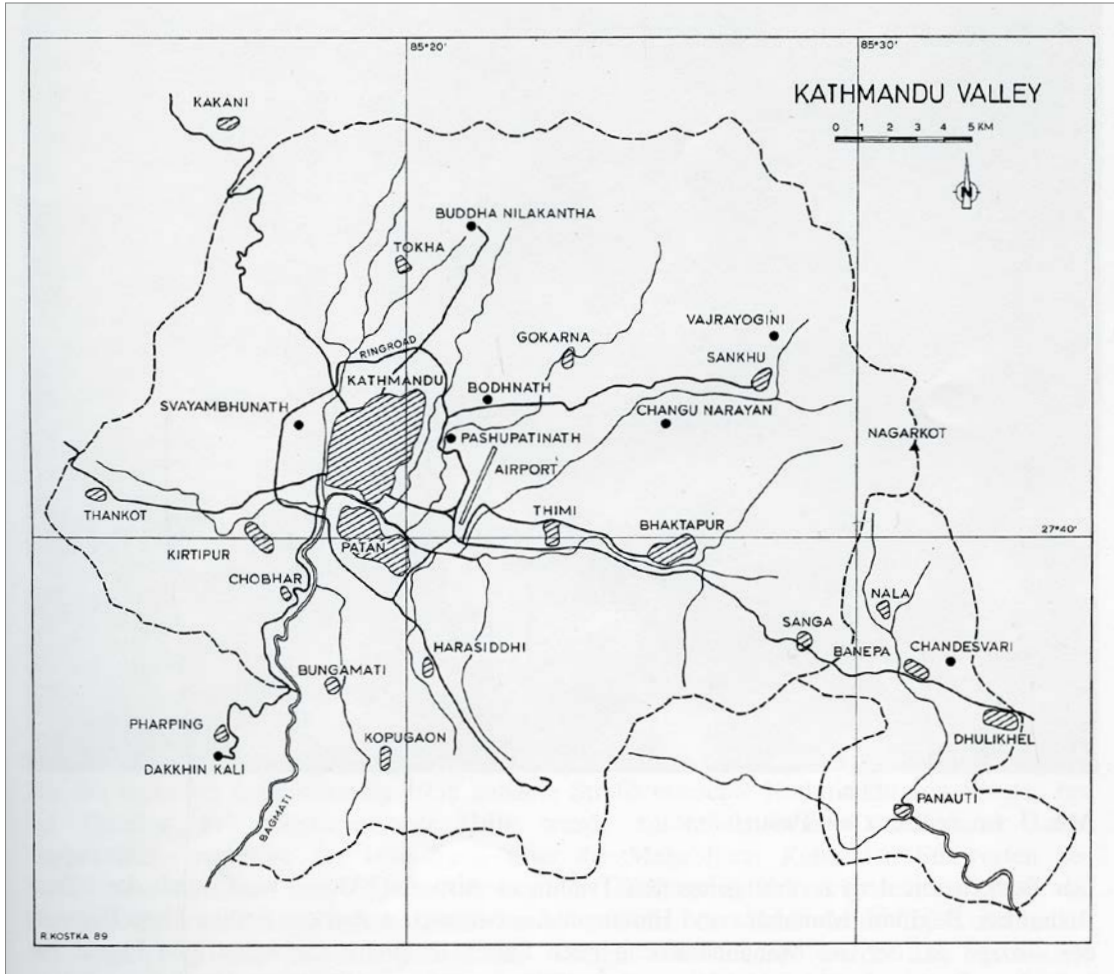 85°20'
85°30'
KATHMANDU VALLEY
0 1 2 3 4 5 KM
N
KAKANI
BUDDHA NILAKANTHA
TOKHA
VAJRAYOGINI
GOKARNA
SANKHU
RINGROAD
KATHMANDU
BODHNATH
SVAYAMBHUNATH
CHANGU NARAYAN
PASHUPATINATH
NAGARKOT
AIRPORT
THANKOT
THIMI
BHAKTAPUR
27°40'
KIRTIPUR
PATAN
CHOBHAR
NALA
SANGA
HARASIDDHI
BANEPA
CHANDESVARI
BUNGAMATI
PHARPING
KOPUGAON
DHULIKHEL
DAKKHIN KALI
PANAUTI
BAGMATI
R.KOSTKA 89